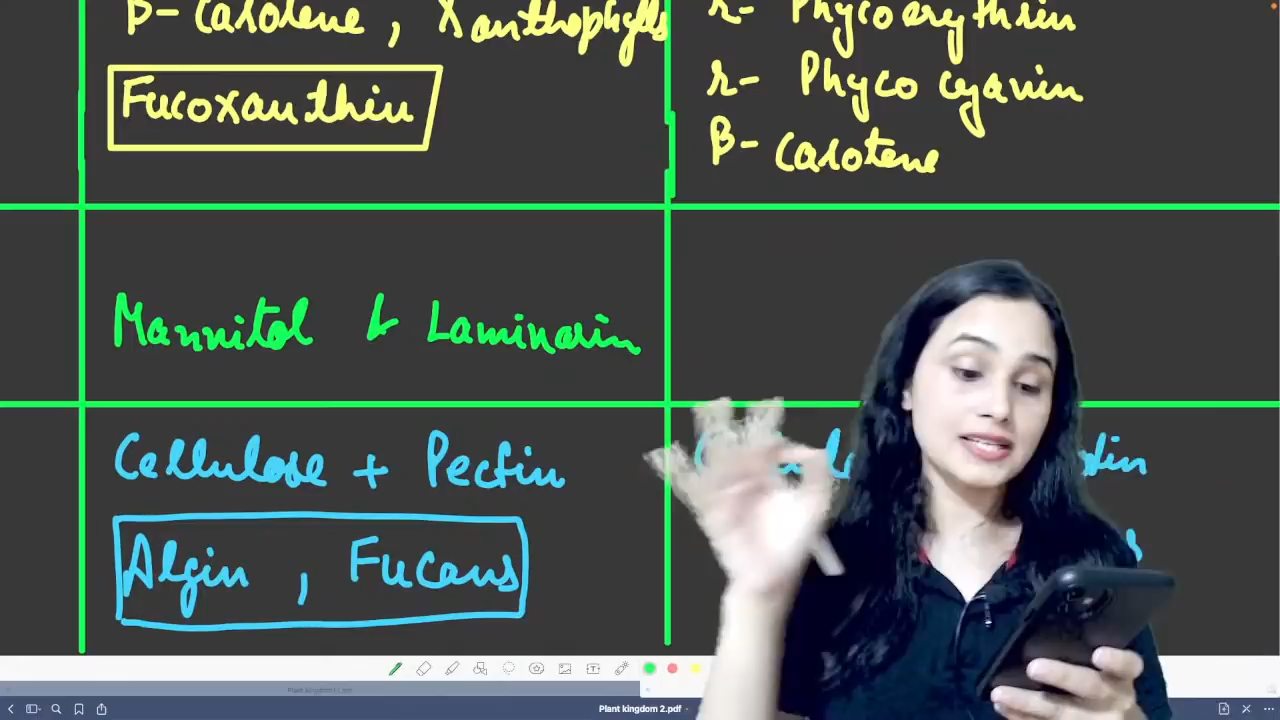 β- Carotene , Xanthophylls
Fucoxanthin
r- Phycoerythrin
r- Phycocyanin
β- Carotene
Mannitol & Laminarin
Cellulose + Pectin
Algin , Fucans
Plant kingdom 2.pdf